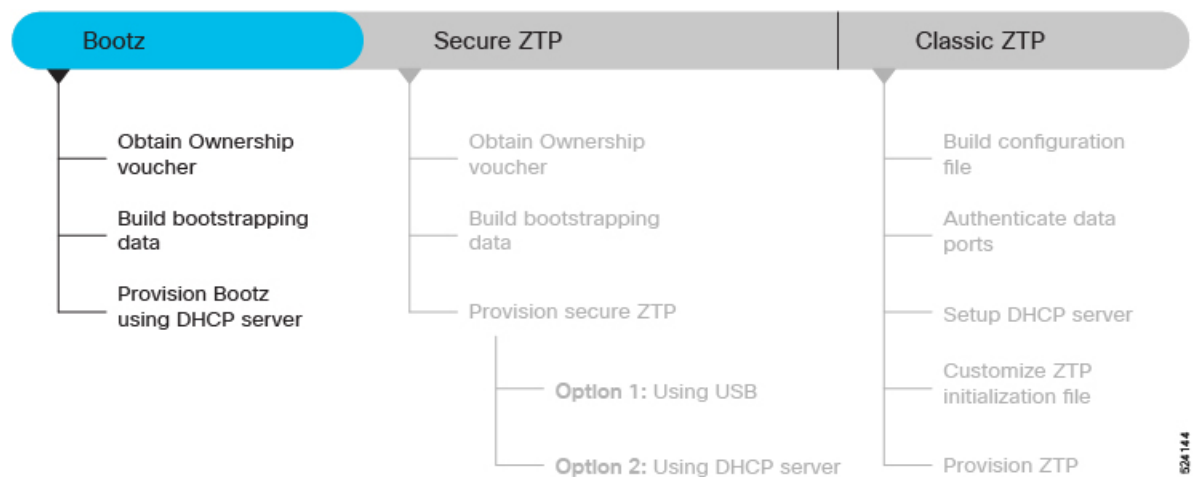 Bootz
Secure ZTP
Classic ZTP
Obtain Ownership
voucher
Build bootstrapping
data
Provision Bootz
using DHCP server
Obtain Ownership
voucher
Build bootstrapping
data
Provision secure ZTP
Option 1: Using USB
Option 2: Using DHCP server
Build configuration
file
Authenticate data
ports
Setup DHCP server
Customize ZTP
initialization file
Provision ZTP
524144